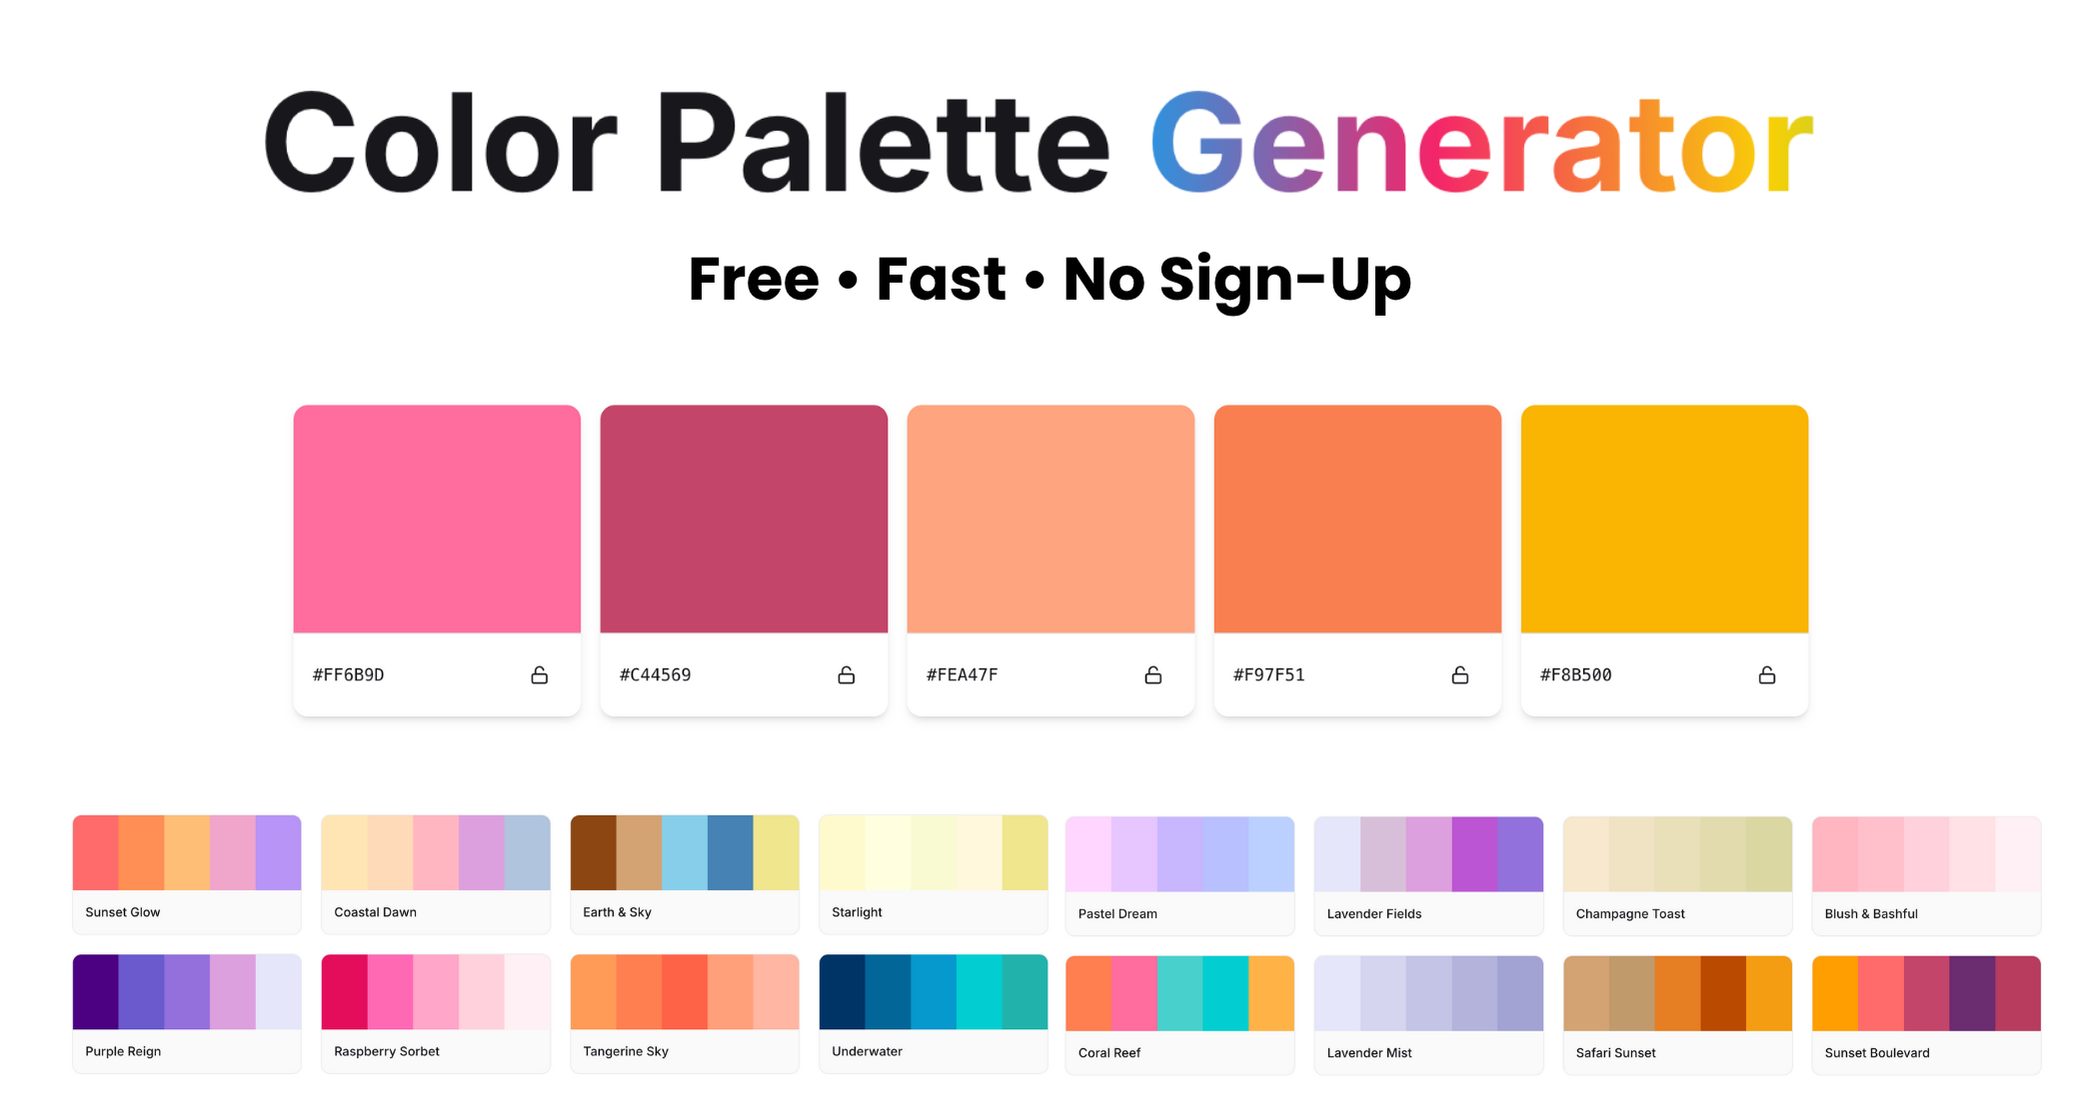 Color Palette Generator
Free • Fast • No Sign-Up
#FF6B9D
#C44569
#FEA47F
#F97F51
#F8B500
Sunset Glow
Coastal Dawn
Earth & Sky
Starlight
Pastel Dream
Lavender Fields
Champagne Toast
Blush & Bashful
Purple Reign
Raspberry Sorbet
Tangerine Sky
Underwater
Coral Reef
Lavender Mist
Safari Sunset
Sunset Boulevard